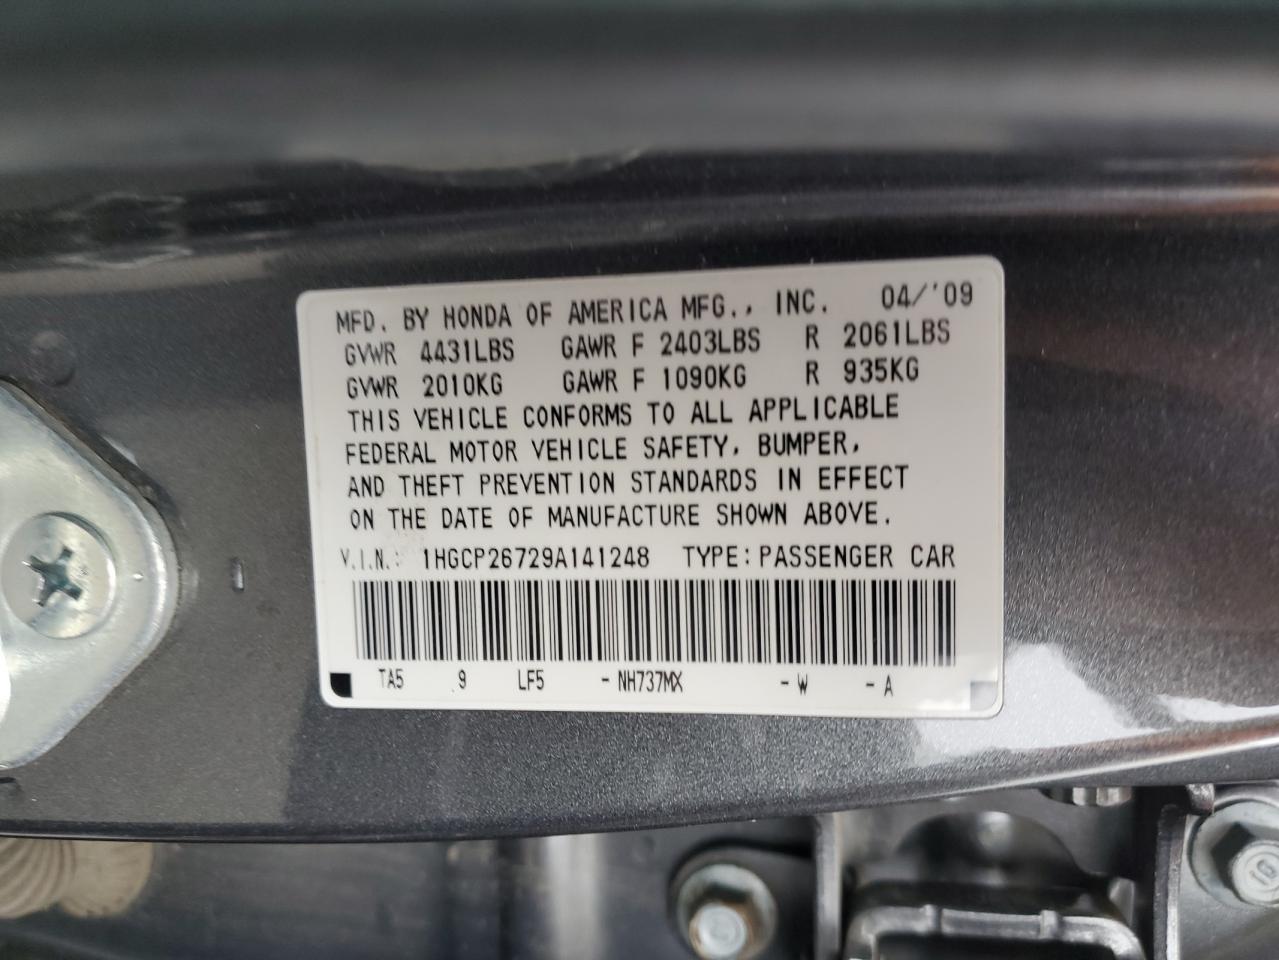 MFD. BY HONDA OF AMERICA MFG., INC. 04/'09
GVWR 4431LBS GAWR F 2403LBS R 2061LBS
GVWR 2010KG GAWR F 1090KG R 935KG
THIS VEHICLE CONFORMS TO ALL APPLICABLE
FEDERAL MOTOR VEHICLE SAFETY, BUMPER,
AND THEFT PREVENTION STANDARDS IN EFFECT
ON THE DATE OF MANUFACTURE SHOWN ABOVE.
V.I.N.: 1HGCP26729A141248 TYPE: PASSENGER CAR
TA5 9 LF5 - NH737MX - W - A